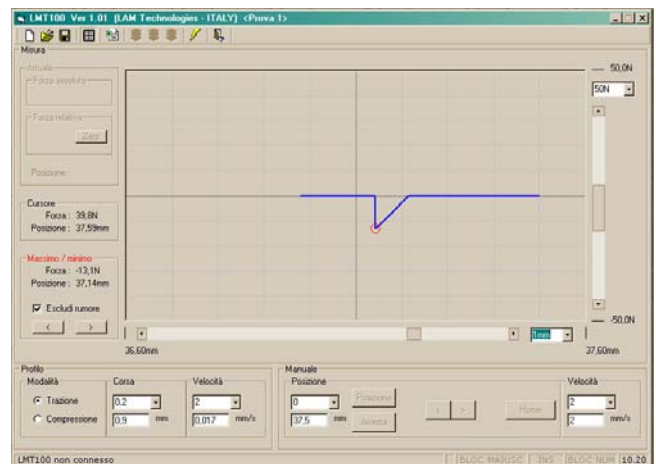 LMT100 Ver 1.01 (LAM Technologies - ITALY) <Prova 1>
Misura
Attuale
Forza assoluta
Forza relativa
Zero
Posizione :
Cursore
Forza : 39,8N
Posizione : 37,59mm
Massimo / minimo
Forza : -13,1N
Posizione : 37,14mm
Escludi rumore
< >
50,0N
50N
-50,0N
1mm
36,60mm 37,60mm
Profilo
Modalità Corsa Velocità
Trazione 0,2 2
Compressione 0,9 mm 0,017 mm/s
Manuale
Posizione Velocità
0 Posiziona < > Home 2
37,5 mm 2 mm/s
LMT100 non connesso BLOC MAIUSC INS BLOC NUM 10.20